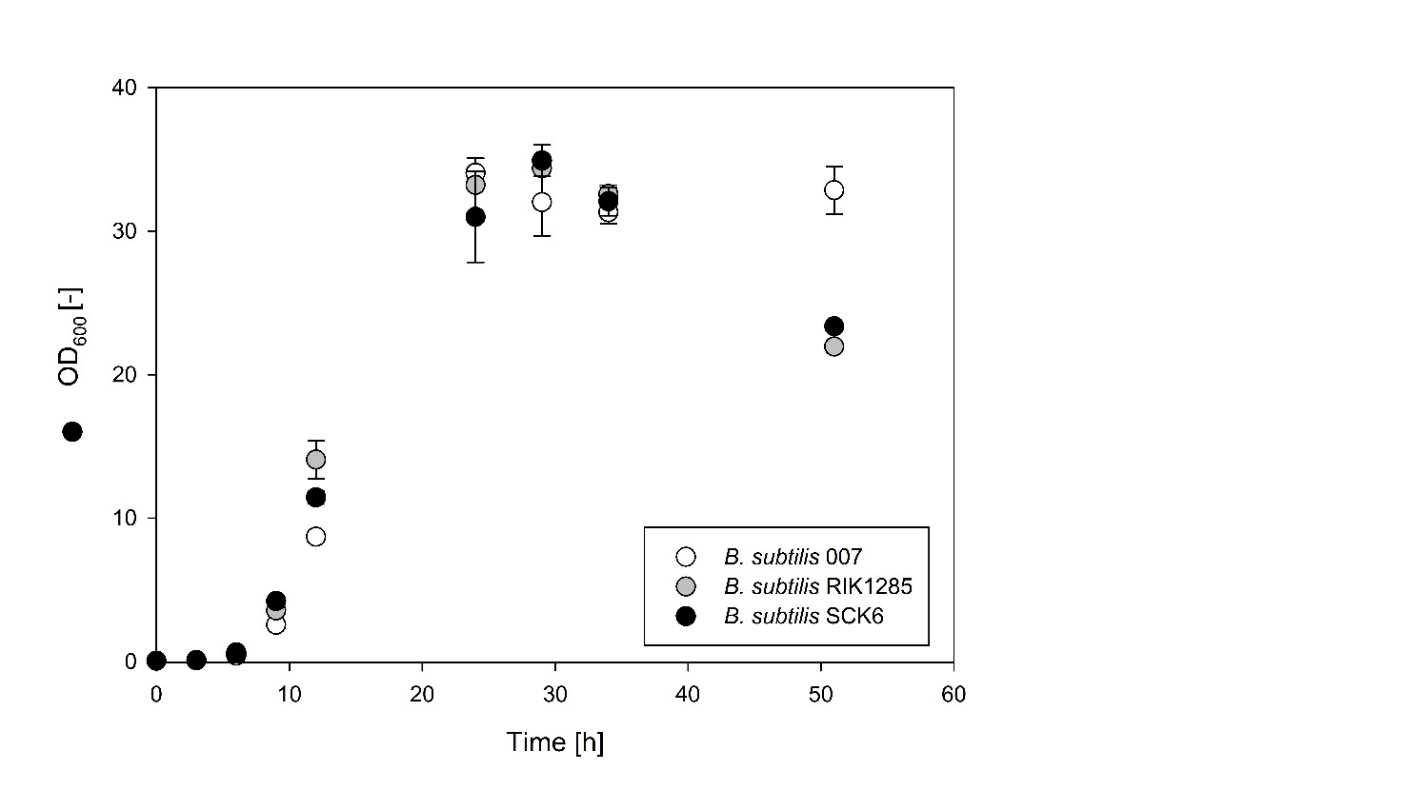 40
30
20
10
0
OD600 [-]
0 10 20 30 40 50 60
Time [h]
B. subtilis 007
B. subtilis RIK1285
B. subtilis SCK6